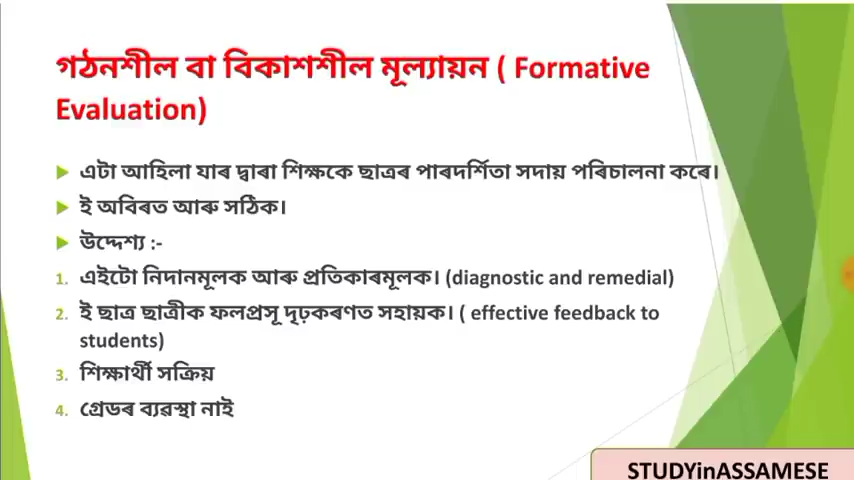 গঠনশীল বা বিকাশশীল মূল্যায়ন ( Formative
Evaluation)
এটা আহিলা যাৰ দ্বাৰা শিক্ষকে ছাত্ৰৰ পাৰদৰ্শিতা সদায় পৰিচালনা কৰে।
ই অবিৰত আৰু সঠিক।
উদ্দেশ্য :-
1. এইটো নিদানমূলক আৰু প্ৰতিকাৰমূলক। (diagnostic and remedial)
2. ই ছাত্ৰ ছাত্ৰীক ফলপ্ৰসূ দৃঢ়কৰণত সহায়ক। ( effective feedback to
students)
3. শিক্ষাৰ্থী সক্ৰিয়
4. গ্ৰেডৰ ব্যৱস্থা নাই
STUDYinASSAMESE